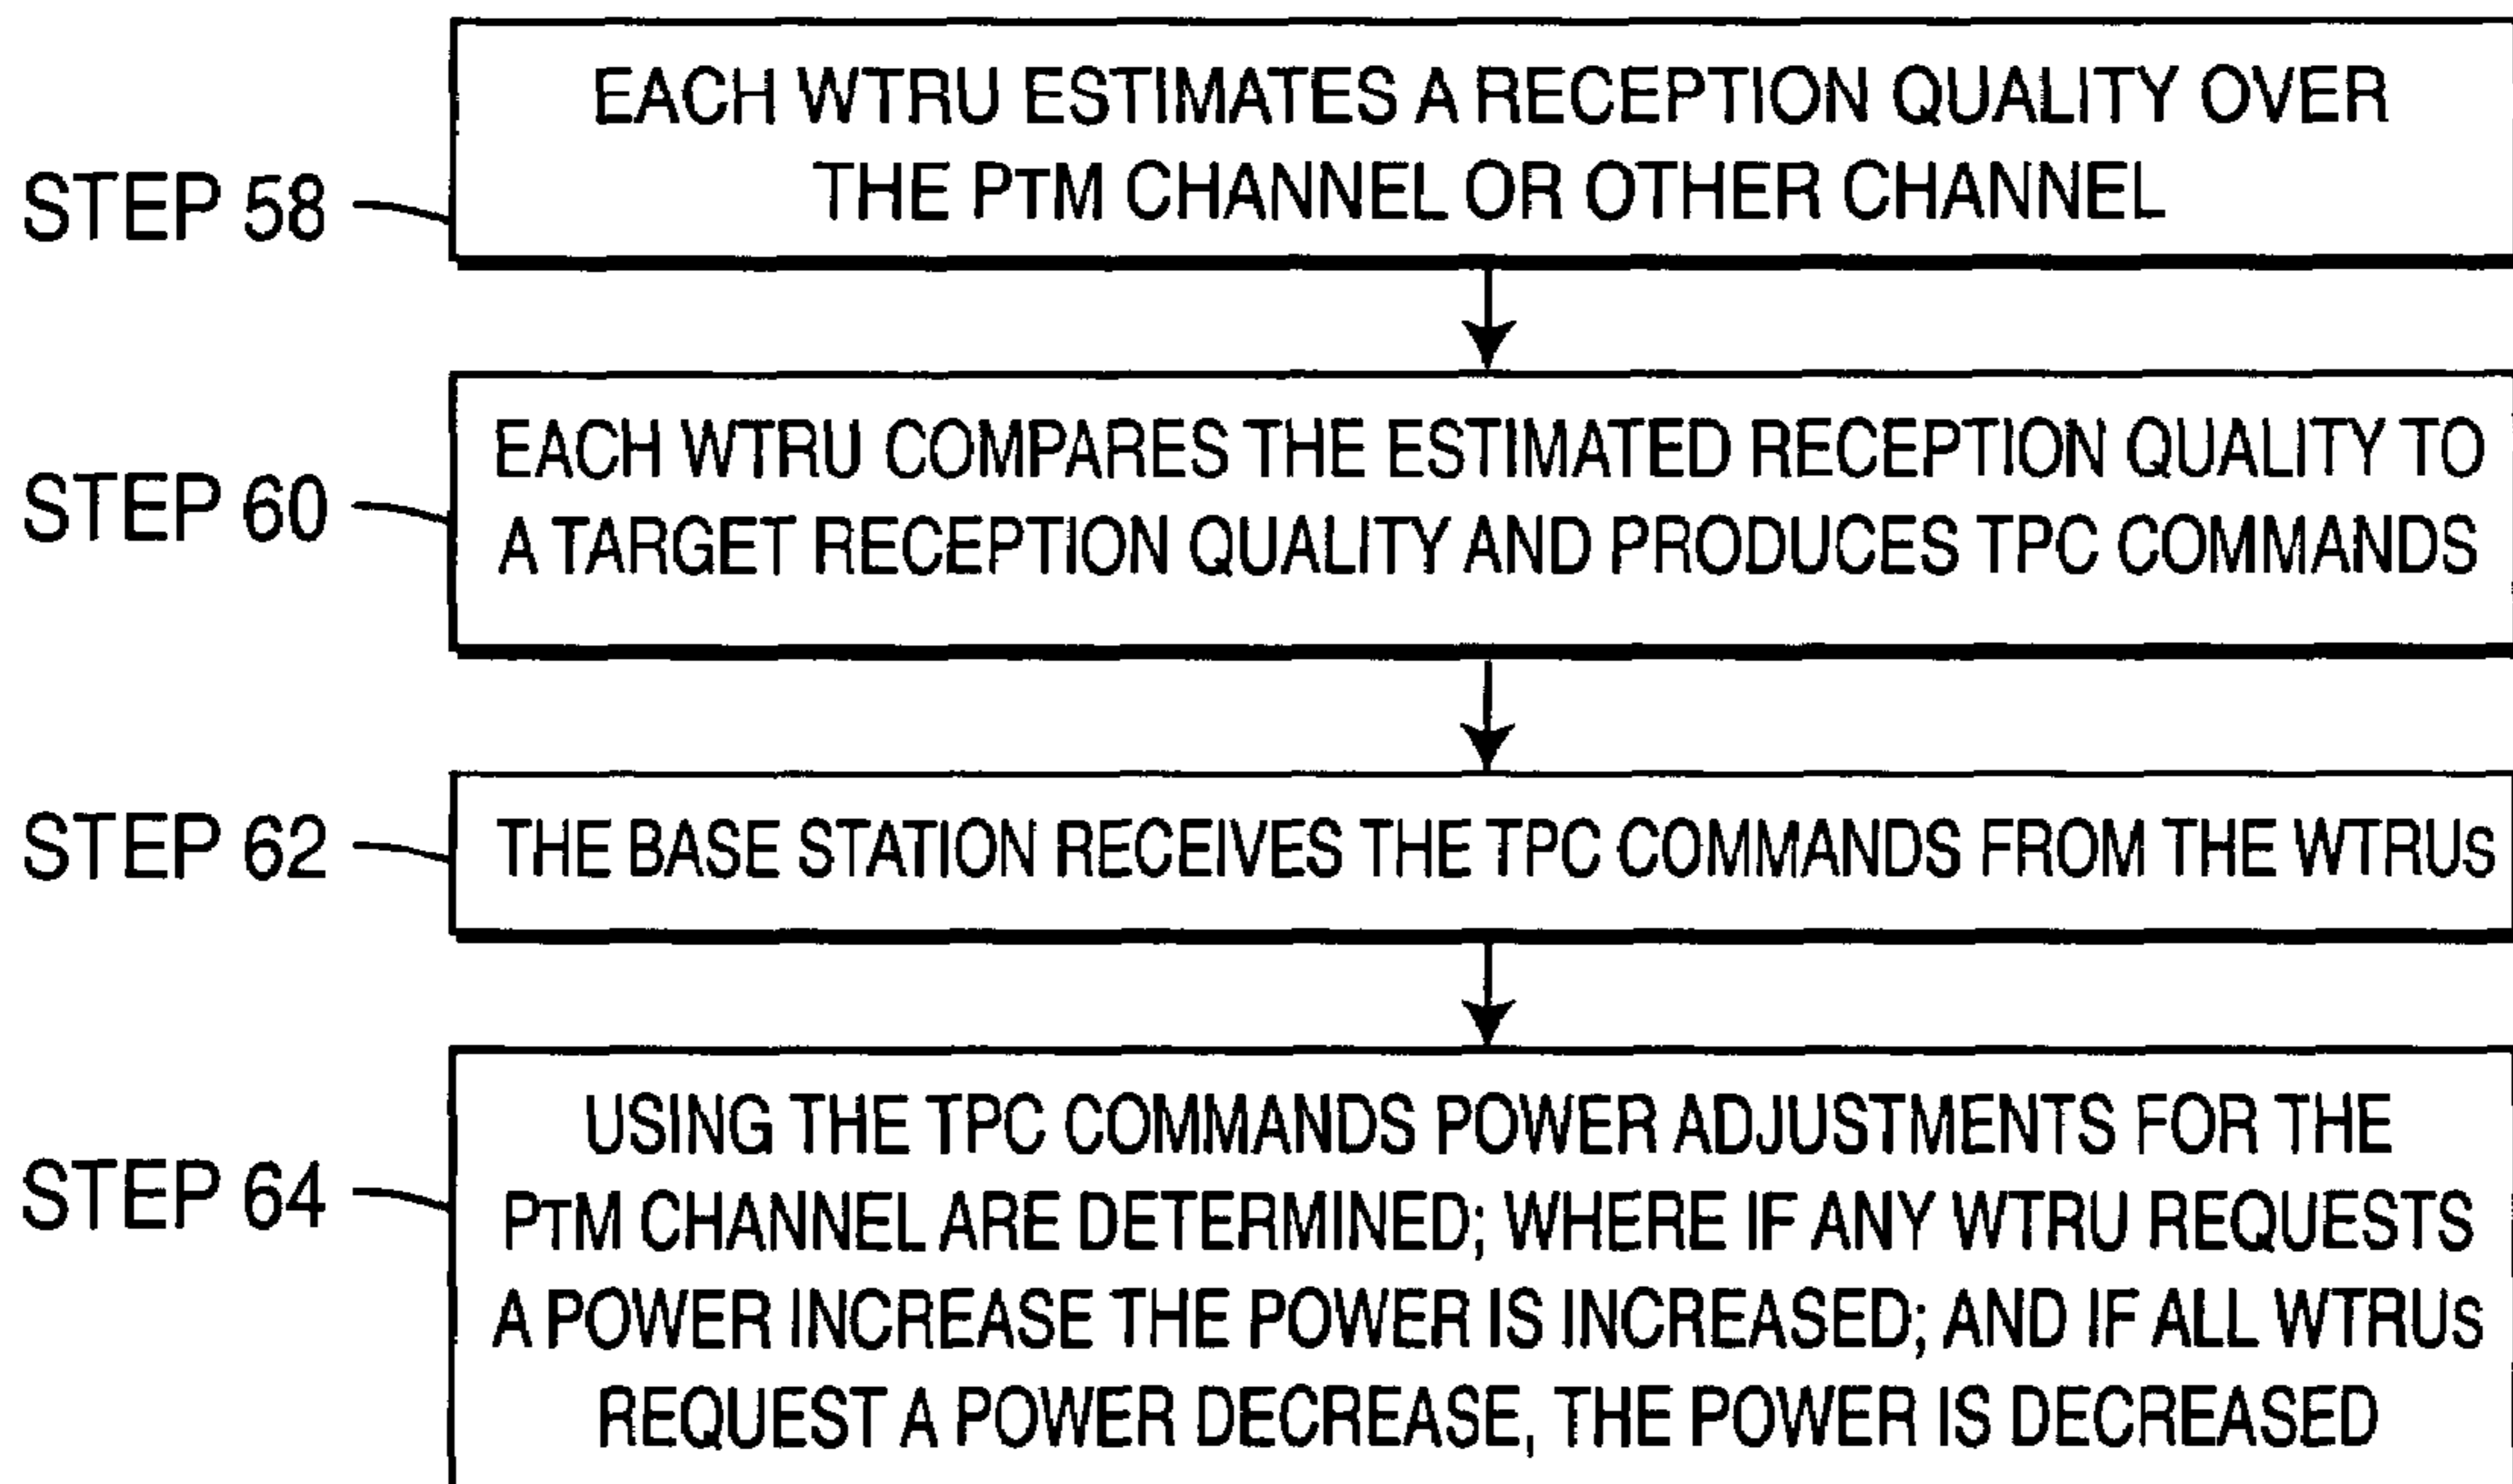 EACH WTRU ESTIMATES A RECEPTION QUALITY OVER
THE PTM CHANNEL OR OTHER CHANNEL
STEP 58
EACH WTRU COMPARES THE ESTIMATED RECEPTION QUALITY TO
A TARGET RECEPTION QUALITY AND PRODUCES TPC COMMANDS
STEP 60
THE BASE STATION RECEIVES THE TPC COMMANDS FROM THE WTRUs
STEP 62
USING THE TPC COMMANDS POWER ADJUSTMENTS FOR THE
PTM CHANNEL ARE DETERMINED; WHERE IF ANY WTRU REQUESTS
A POWER INCREASE THE POWER IS INCREASED; AND IF ALL WTRUs
REQUEST A POWER DECREASE, THE POWER IS DECREASED
STEP 64